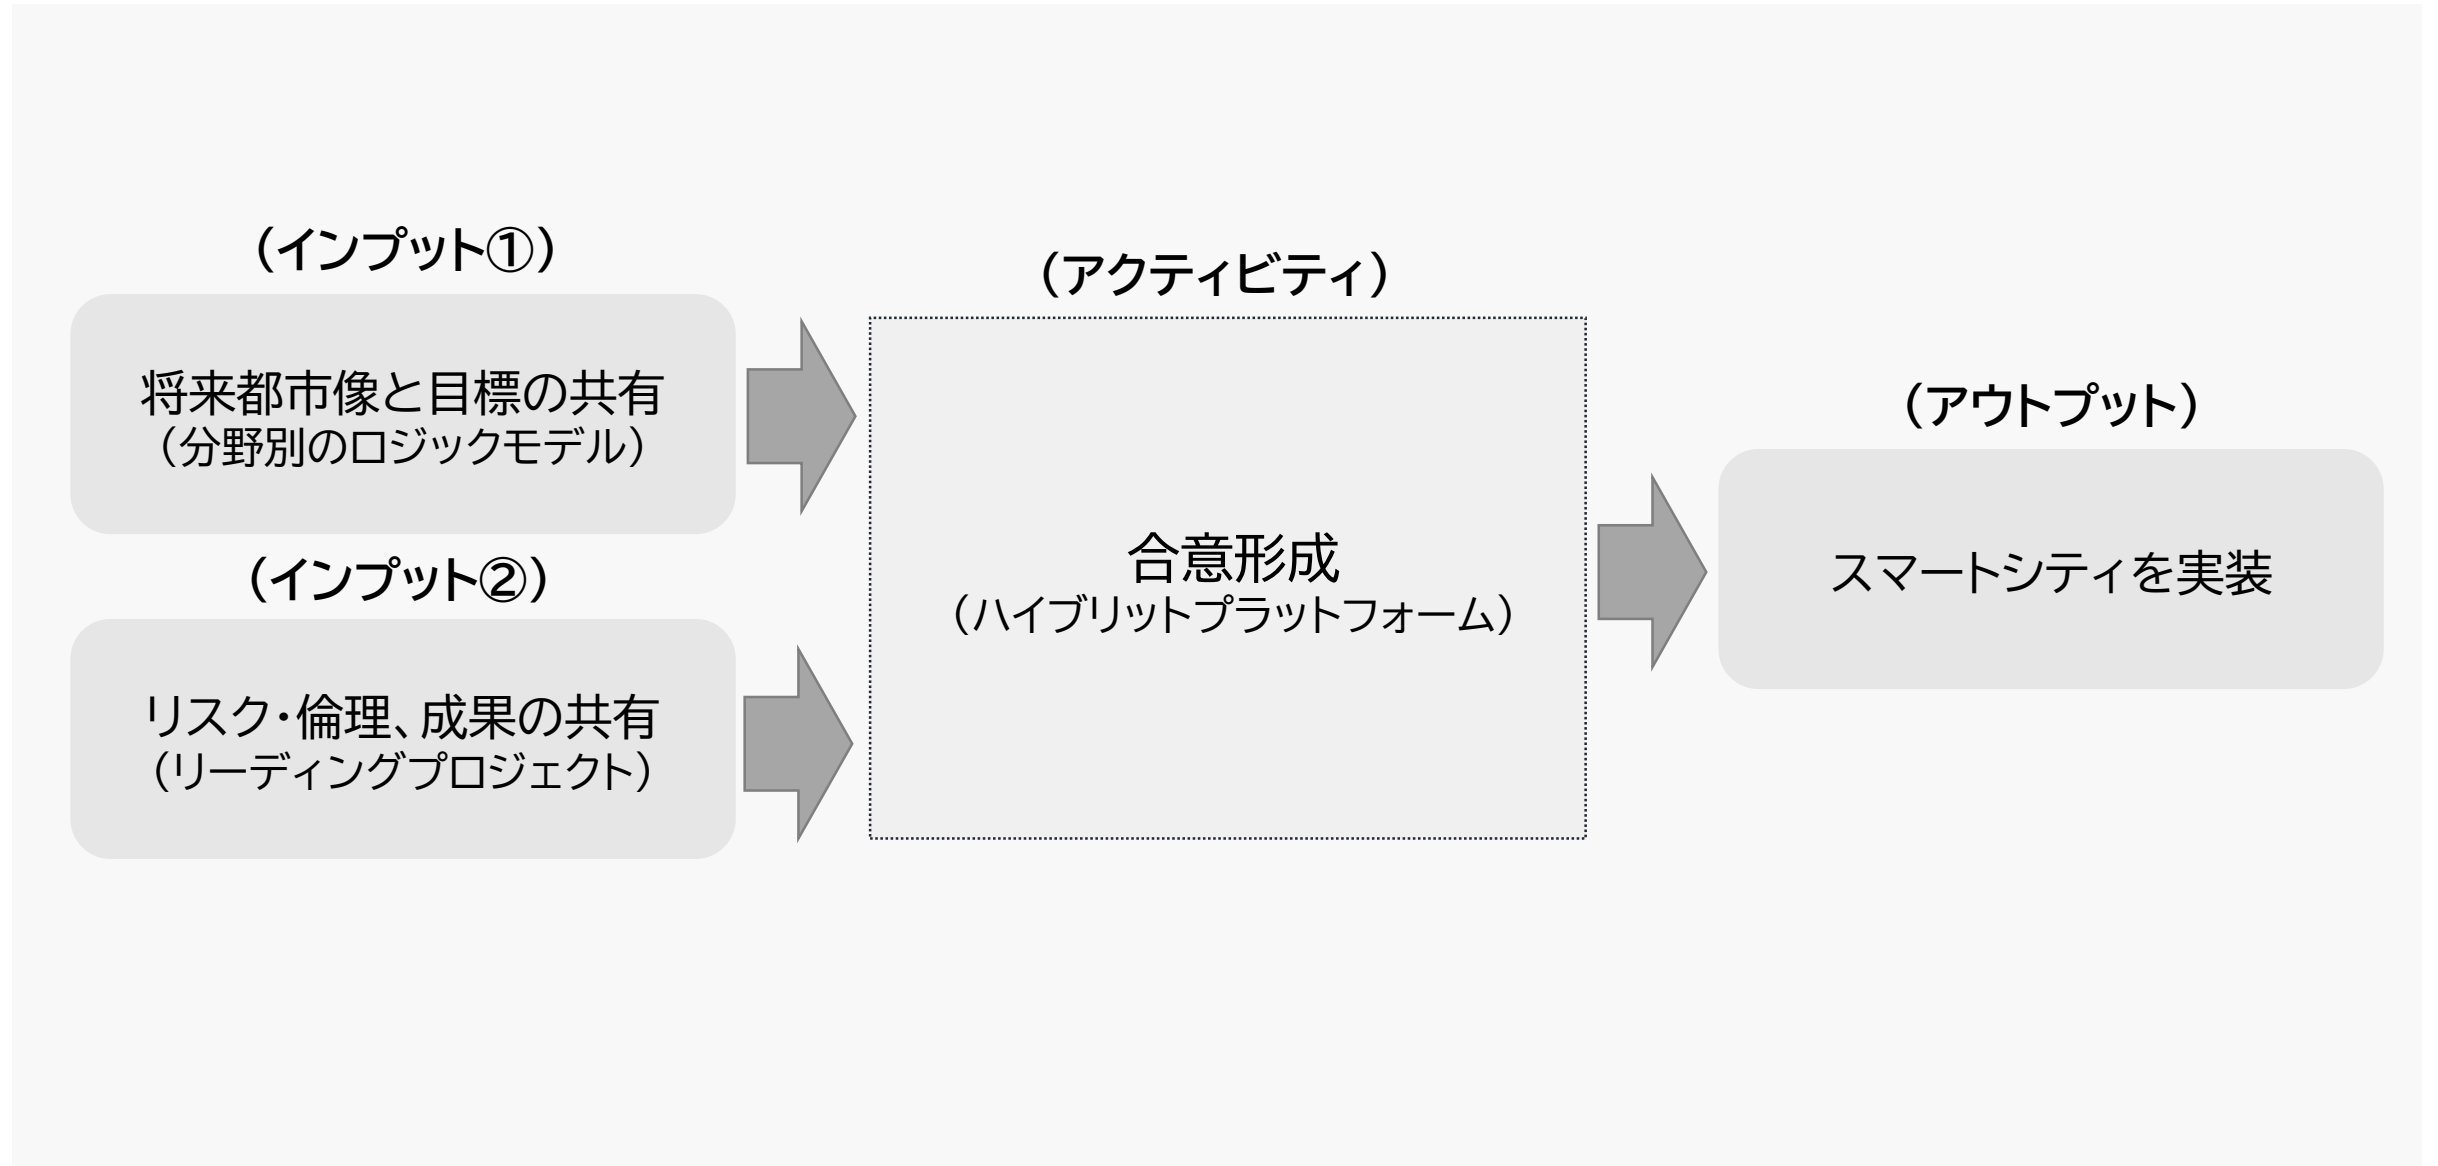 （インプット①）
将来都市像と目標の共有
（分野別のロジックモデル）
（インプット②）
リスク・倫理、成果の共有
（リーディングプロジェクト）
（アクティビティ）
合意形成
（ハイブリットプラットフォーム）
（アウトプット）
スマートシティを実装